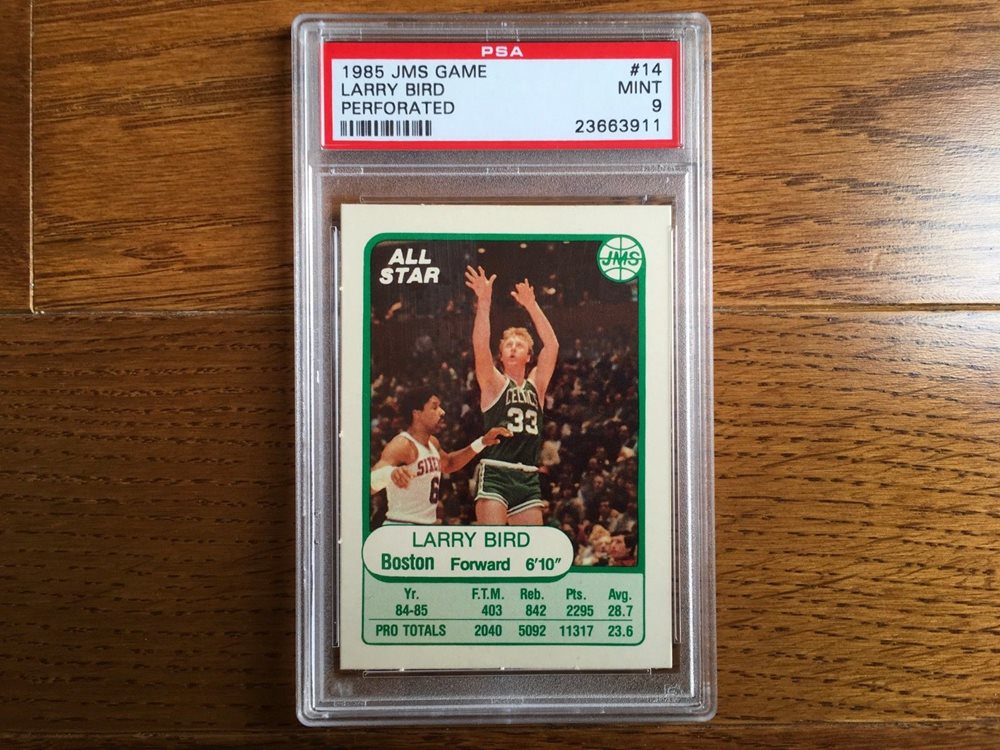 PSA
1985 JMS GAME #14
LARRY BIRD MINT
PERFORATED 9
23663911
ALL
STAR
JMS
CELTICS
33
SIXERS
6
LARRY BIRD
Boston Forward 6'10"
Yr. F.T.M. Reb. Pts. Avg.
84-85 403 842 2295 28.7
PRO TOTALS 2040 5092 11317 23.6